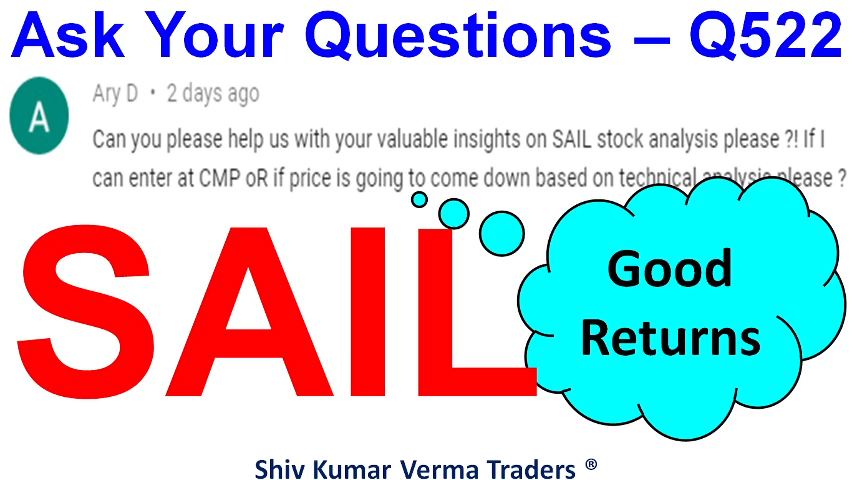 Ask Your Questions – Q522
A
Ary D • 2 days ago
Can you please help us with your valuable insights on SAIL stock analysis please ?! If I
can enter at CMP oR if price is going to come down based on technical analysis please ?
SAIL
Good
Returns
Shiv Kumar Verma Traders ®